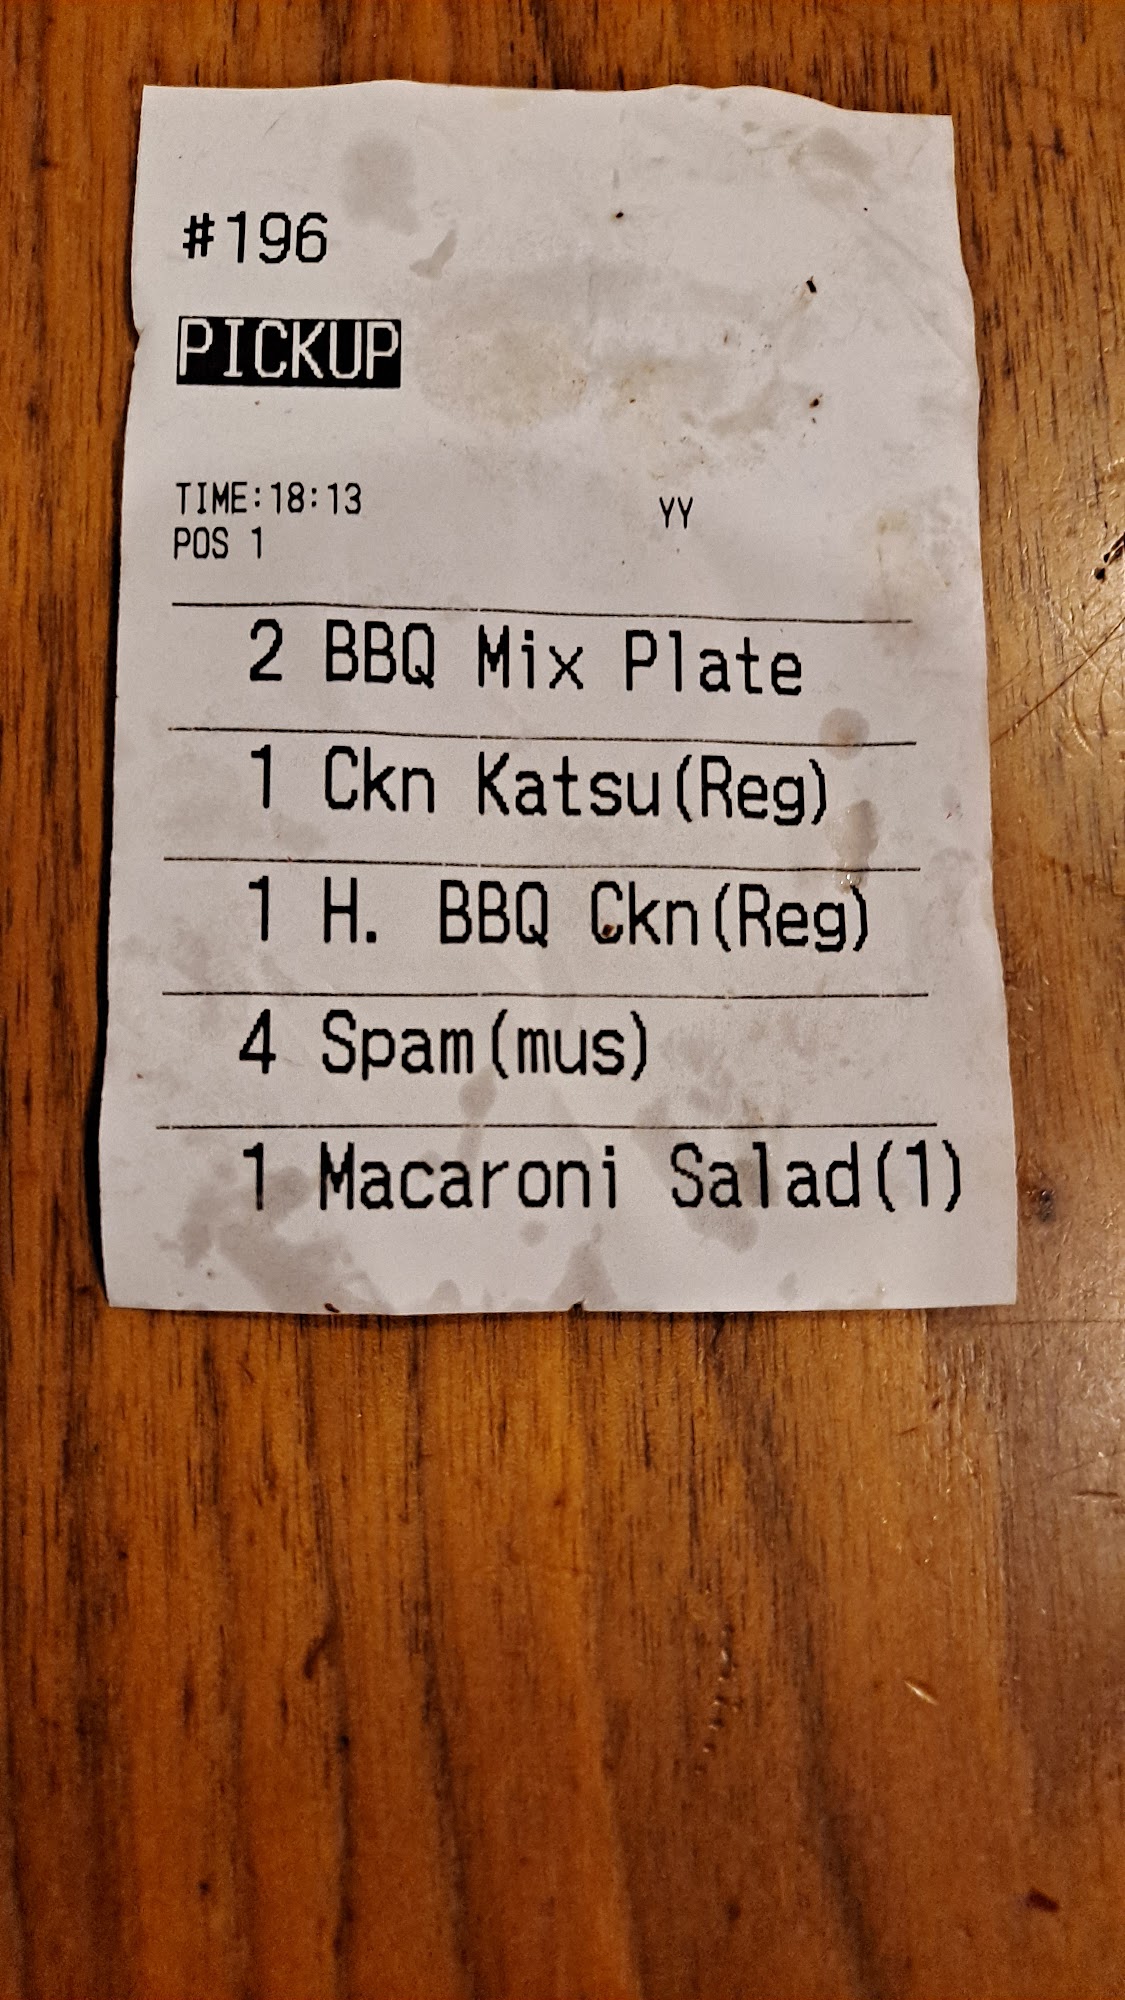 #196
PICKUP
TIME:18:13 YY
POS 1
2 BBQ Mix Plate
1 Ckn Katsu(Reg)
1 H. BBQ Ckn(Reg)
4 Spam(mus)
1 Macaroni Salad(1)